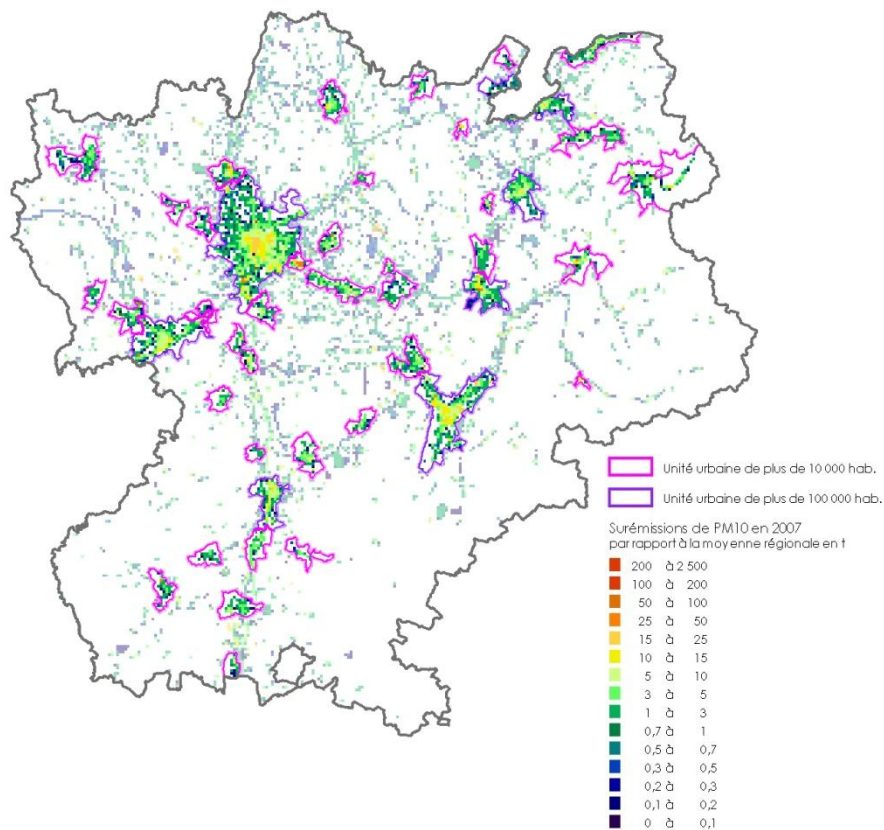 Unité urbaine de plus de 10 000 hab.
Unité urbaine de plus de 100 000 hab.
Surémissions de PM10 en 2007
par rapport à la moyenne régionale en t
200 à 2 500
100 à 200
50 à 100
25 à 50
15 à 25
10 à 15
5 à 10
3 à 5
1 à 3
0,7 à 1
0,5 à 0,7
0,3 à 0,5
0,2 à 0,3
0,1 à 0,2
0 à 0,1